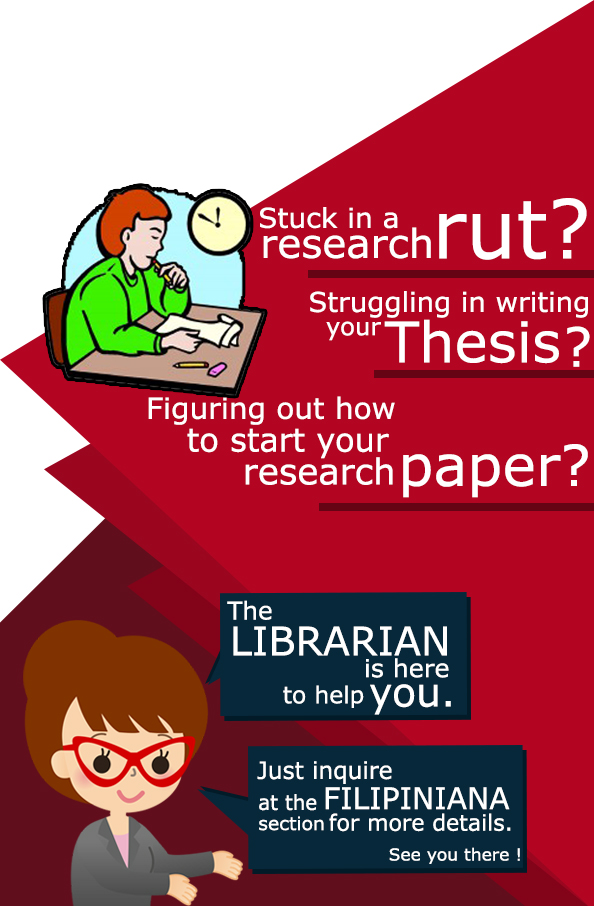 Stuck in a
research rut?
Struggling in writing
your Thesis?
Figuring out how
to start your
research paper?
The
LIBRARIAN
is here
to help you.
Just inquire
at the FILIPINIANA
section for more details.
See you there !